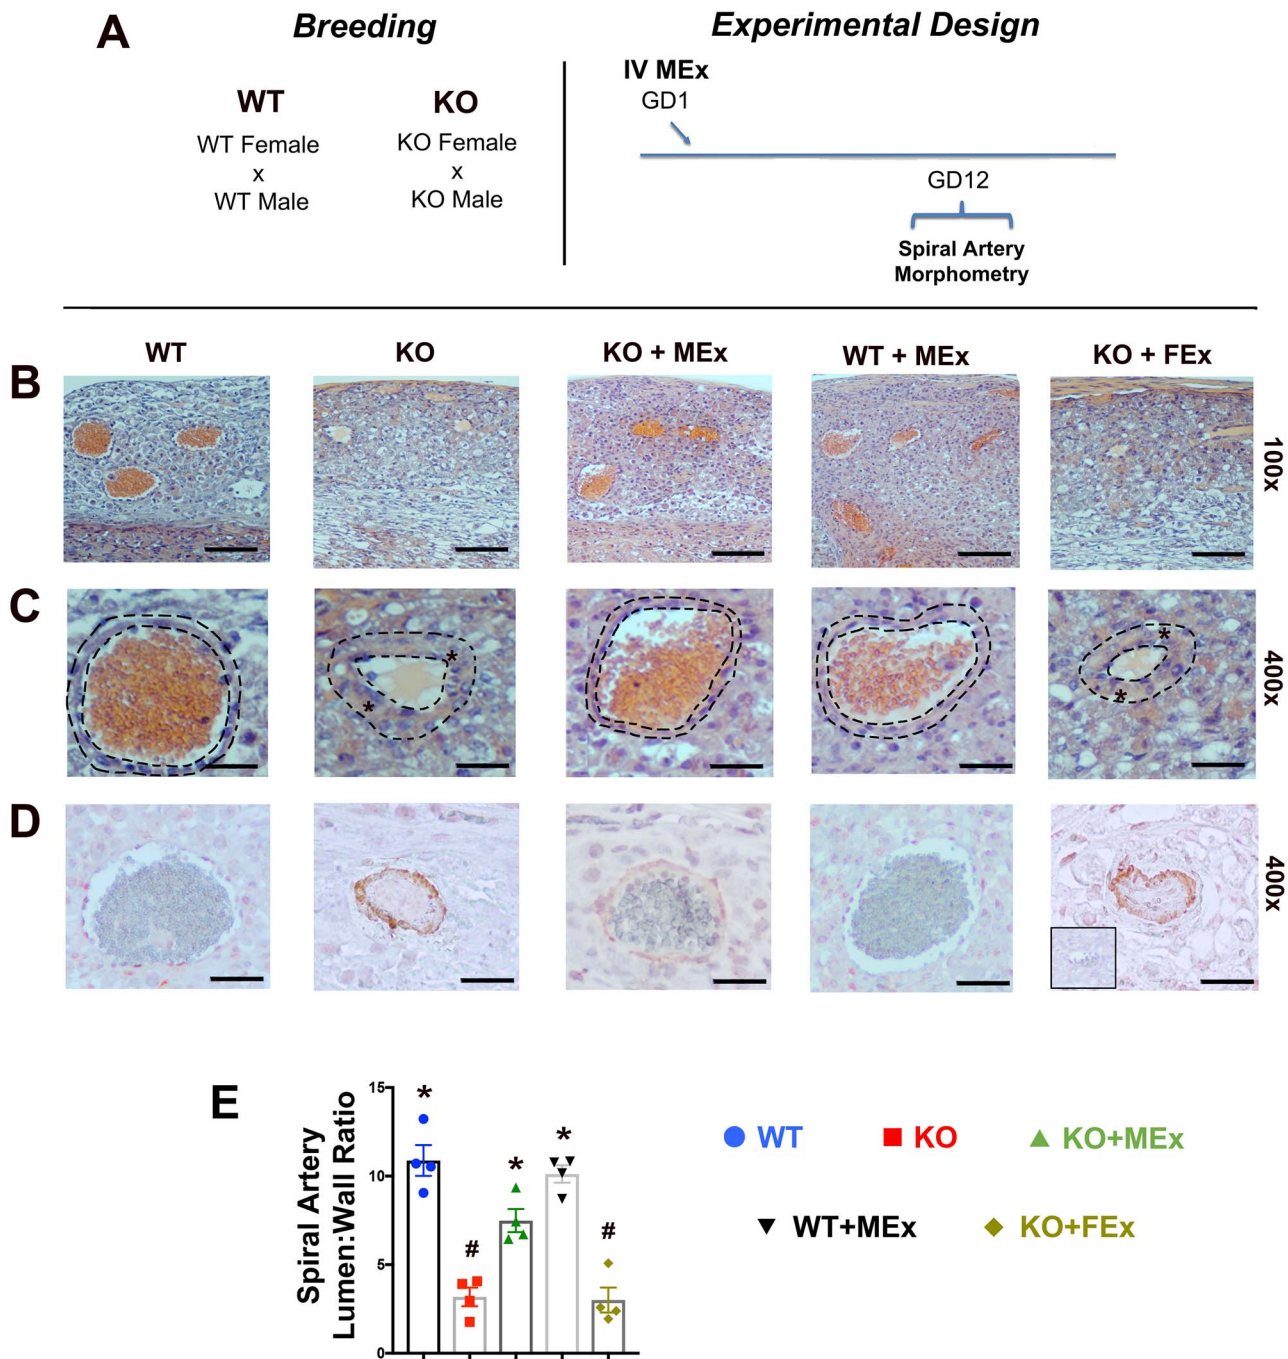 A
Breeding
Experimental Design
WT
KO
WT Female
x
WT Male
KO Female
x
KO Male
IV MEx
GD1
GD12
Spiral Artery
Morphometry
WT
KO
KO + MEx
WT + MEx
KO + FEx
B
100x
C
*
*
*
*
400x
D
400x
E
Spiral Artery
Lumen:Wall Ratio
15
10
5
0
*
#
*
*
#
WT
KO
KO+MEx
WT+MEx
KO+FEx